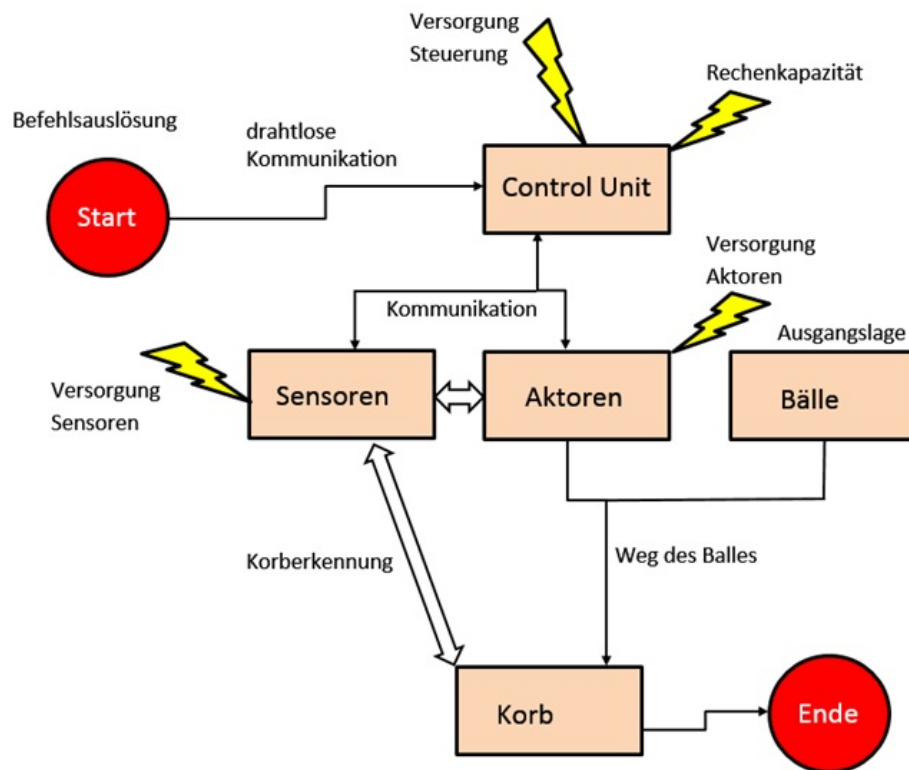 Versorgung
Steuerung
Rechenkapazität
Befehlsauslösung
drahtlose
Kommunikation
Control Unit
Start
Versorgung
Aktoren
Kommunikation
Ausgangslage
Versorgung
Sensoren
Sensoren
Aktoren
Bälle
Korberkennung
Weg des Balles
Korb
Ende